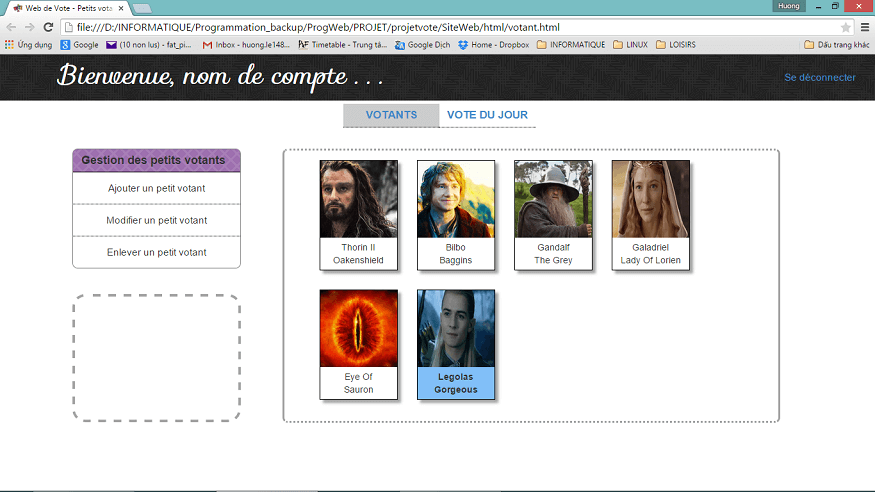 Huong
Web de Vote - Petits vota
file:///D:/INFORMATIQUE/Programmation_backup/ProgWeb/PROJET/projetvote/SiteWeb/html/votant.html
Ứng dụng Google (10 non lus) - fat_pi... Inbox - huong.le148... Timetable - Trung tâ... Google Dịch Home - Dropbox INFORMATIQUE LINUX LOISIRS Dấu trang khác
Bienvenue, nom de compte . . .
Se déconnecter
VOTANTS VOTE DU JOUR
Gestion des petits votants
Ajouter un petit votant
Modifier un petit votant
Enlever un petit votant
Thorin II
Oakenshield
Bilbo
Baggins
Gandalf
The Grey
Galadriel
Lady Of Lorien
Eye Of
Sauron
Legolas
Gorgeous